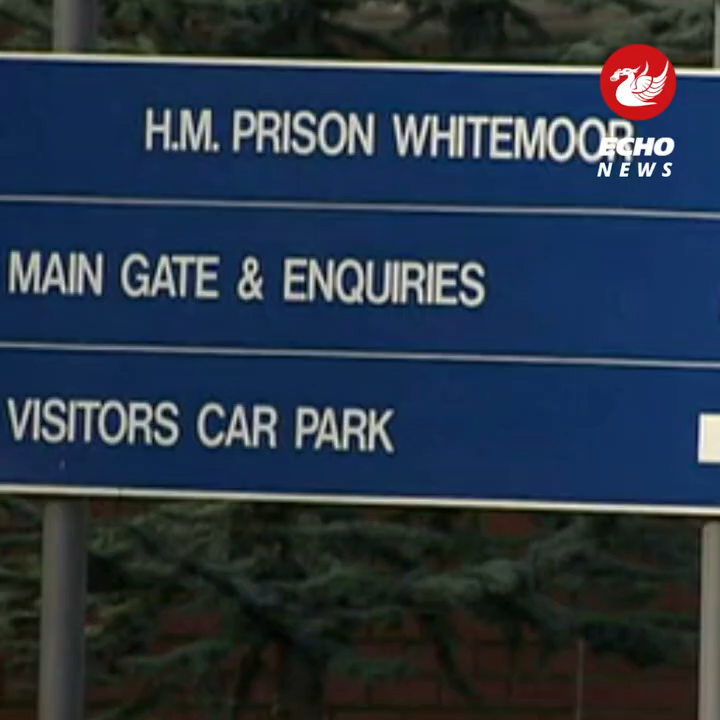 H.M. PRISON WHITEMOOR
ECHO
NEWS
MAIN GATE & ENQUIRIES
VISITORS CAR PARK